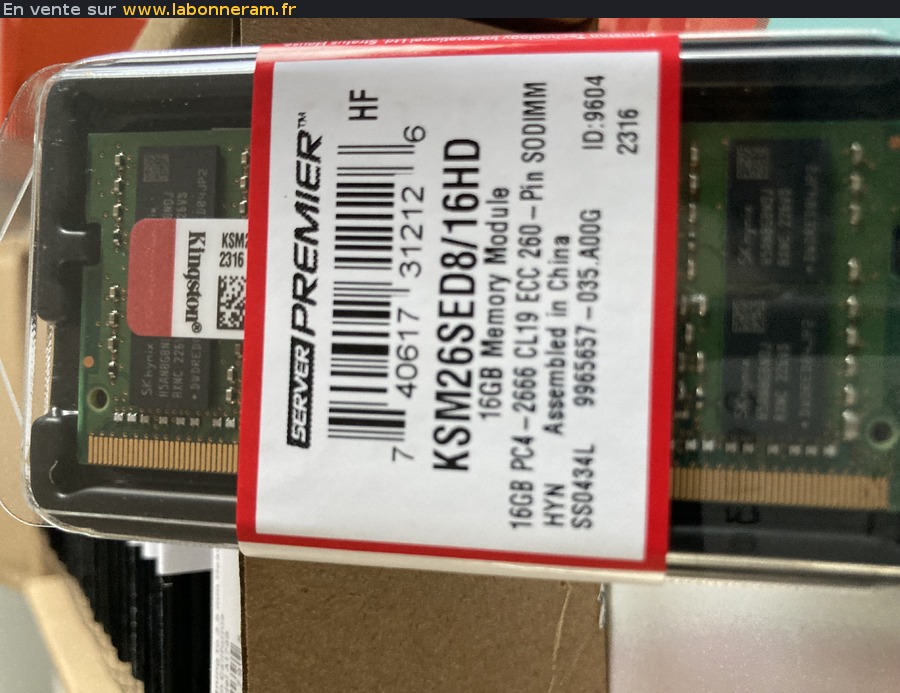 En vente sur www.labonneram.fr
SERVER PREMIER™
HF
7 40617 31212 6
KSM26SED8/16HD
16GB Memory Module
16GB PC4-2666 CL19 ECC 260-Pin SODIMM
HYN Assembled in China ID:9604
SS0434L 9965657-035.A00G 2316
Kingston®
KSM2
2316
SKhynix